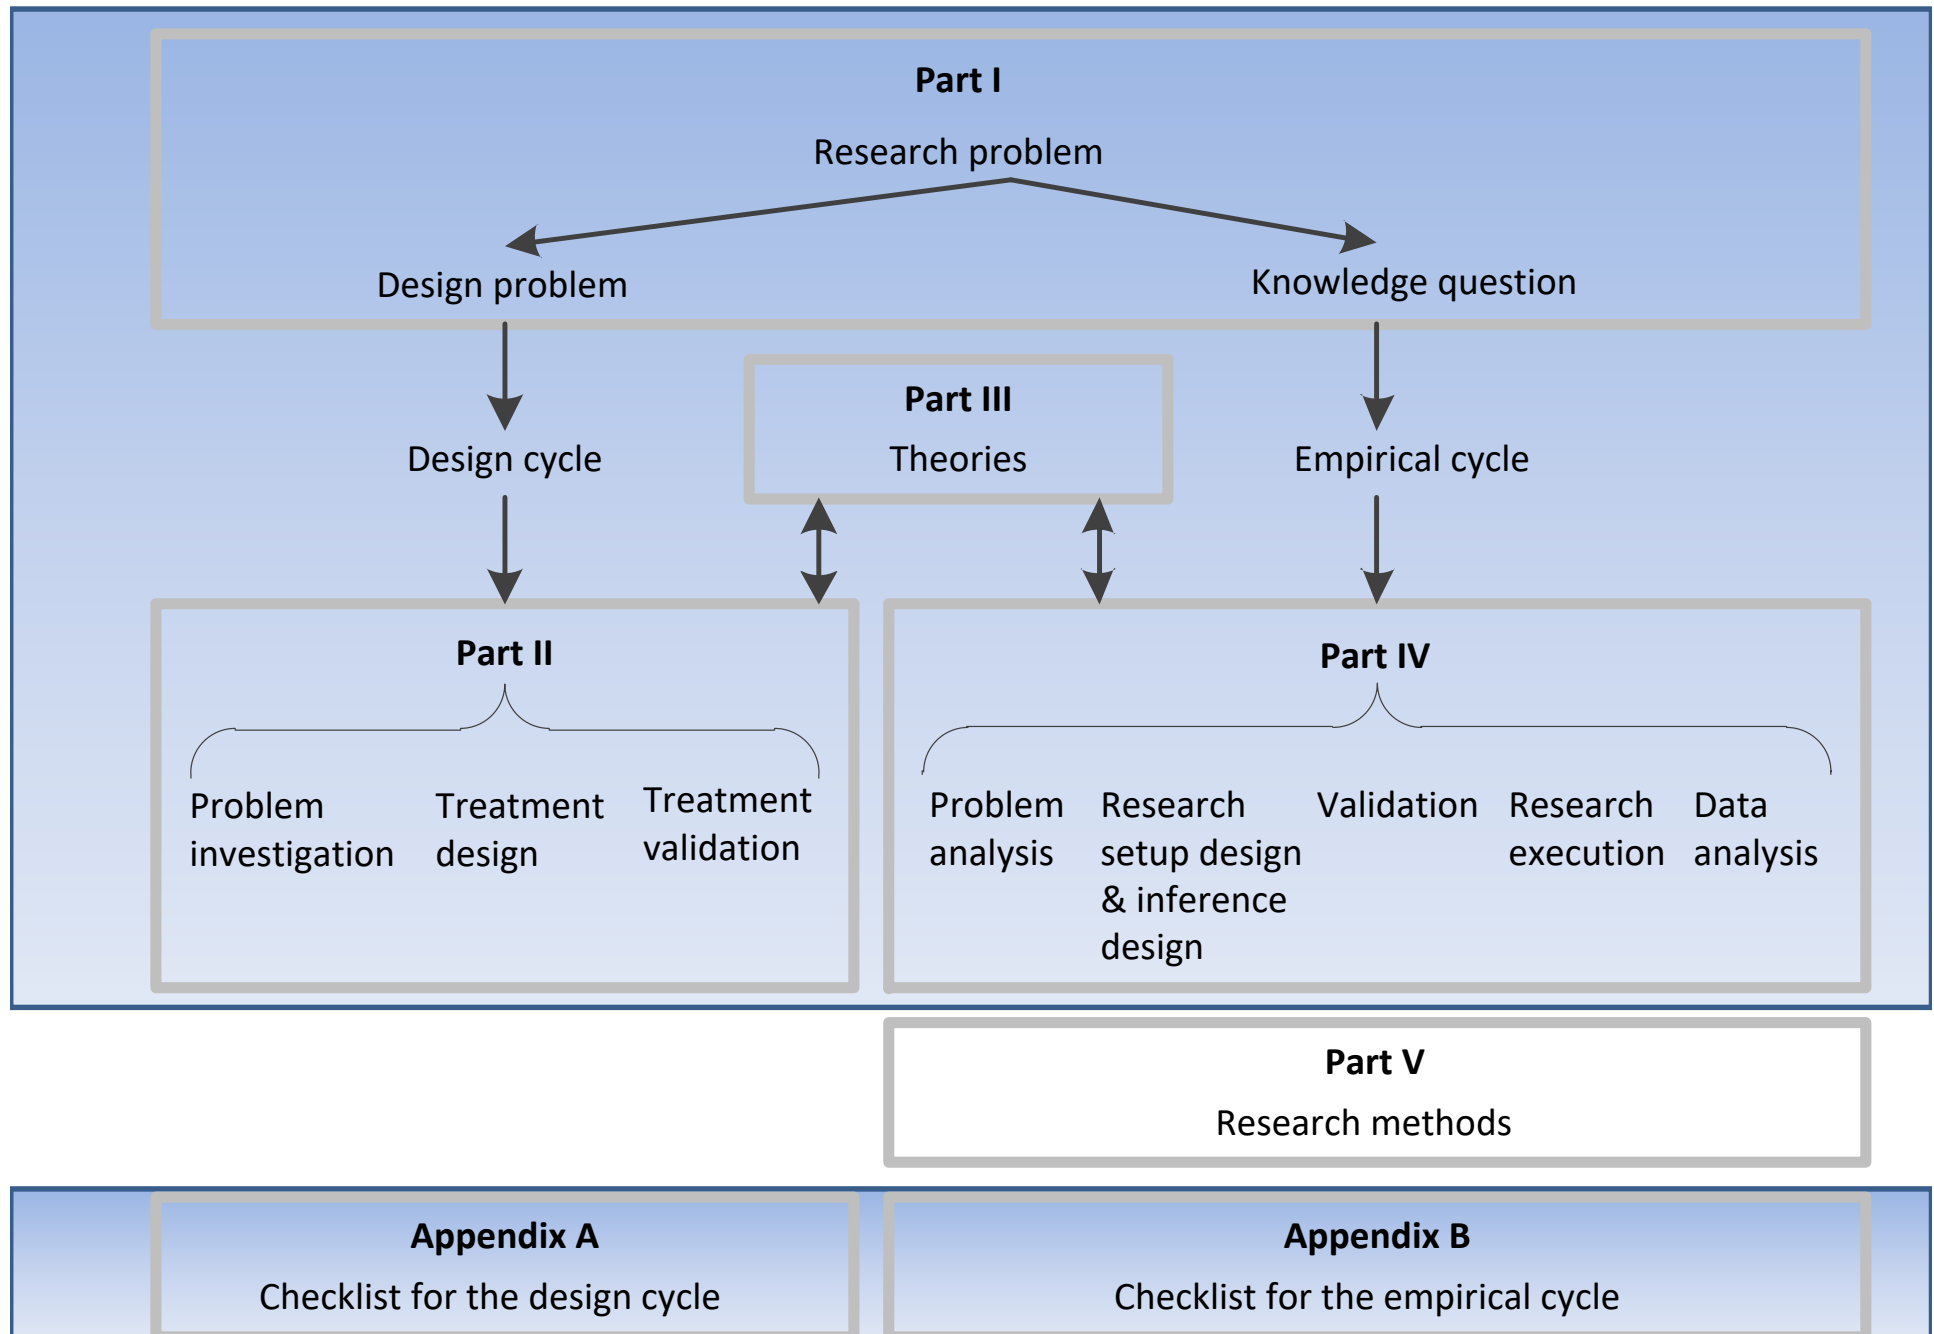 Part I
Research problem
Design problem
Knowledge question
Part III
Theories
Design cycle
Empirical cycle
Part II
Problem
investigation
Treatment
design
Treatment
validation
Part IV
Problem
analysis
Research
setup design
& inference
design
Validation
Research
execution
Data
analysis
Part V
Research methods
Appendix A
Checklist for the design cycle
Appendix B
Checklist for the empirical cycle